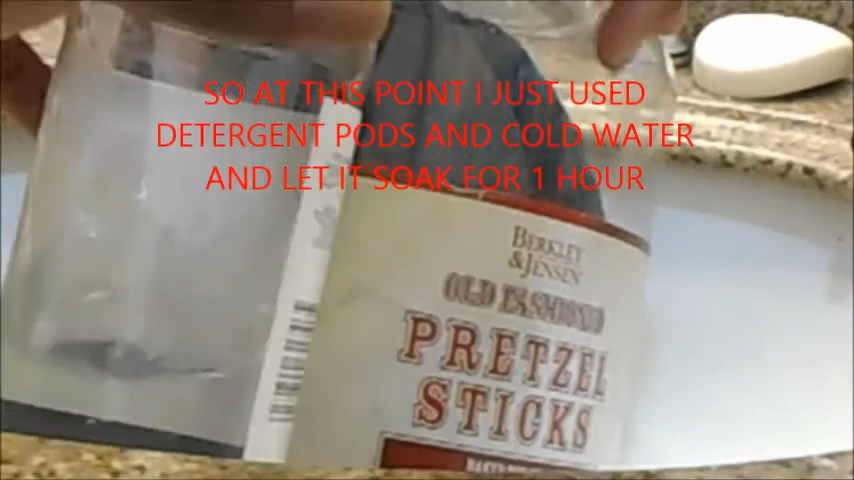 SO AT THIS POINT I JUST USED
DETERGENT PODS AND COLD WATER
AND LET IT SOAK FOR 1 HOUR
BERKLEY
&JENSEN
OLD FASHIONED
PRETZEL
STICKS